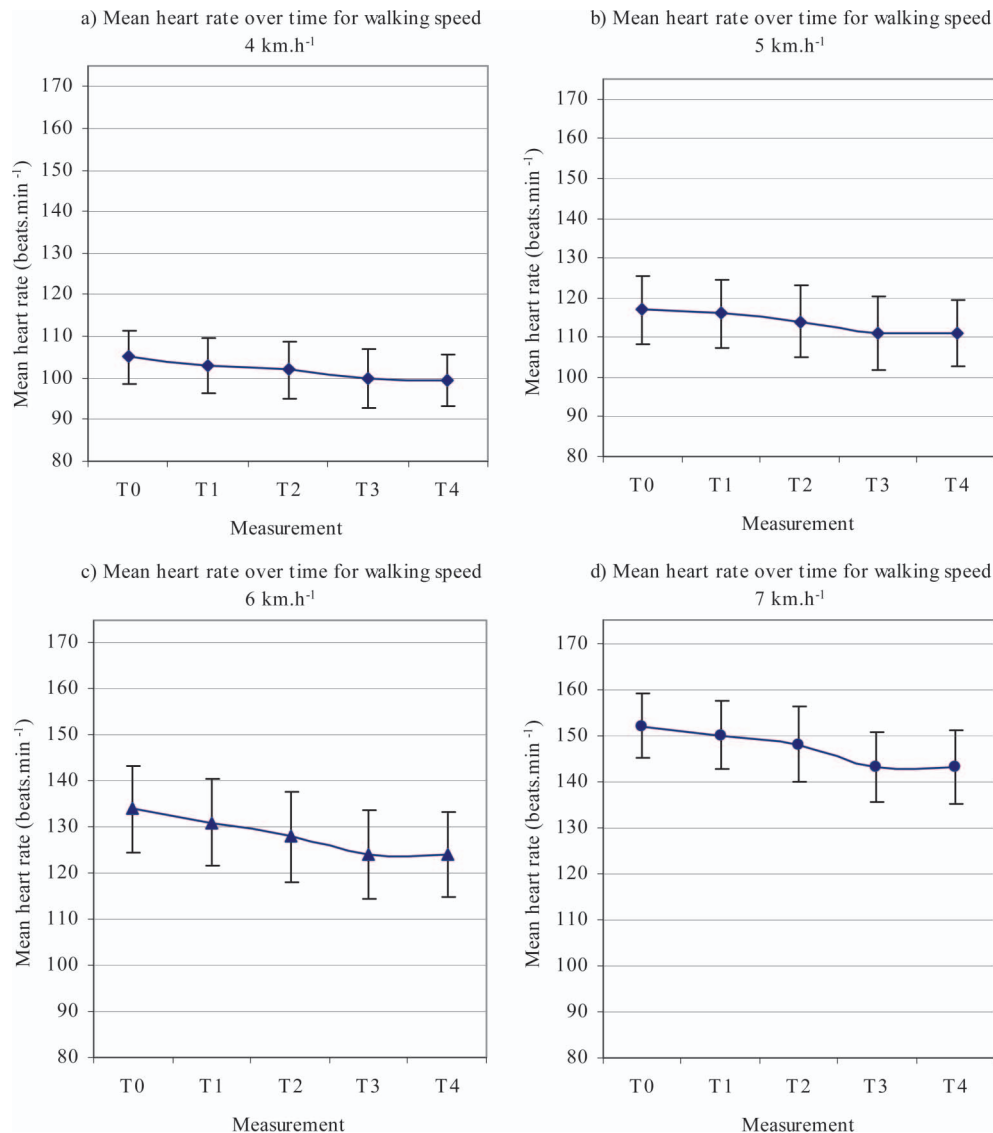 a) Mean heart rate over time for walking speed
4 km.h⁻¹
Mean heart rate (beats.min ⁻¹)
170
160
150
140
130
120
110
100
90
80
T0 T1 T2 T3 T4
Measurement
b) Mean heart rate over time for walking speed
5 km.h⁻¹
Mean heart rate (beats.min ⁻¹)
170
160
150
140
130
120
110
100
90
80
T0 T1 T2 T3 T4
Measurement
c) Mean heart rate over time for walking speed
6 km.h⁻¹
Mean heart rate (beats.min ⁻¹)
170
160
150
140
130
120
110
100
90
80
T0 T1 T2 T3 T4
Measurement
d) Mean heart rate over time for walking speed
7 km.h⁻¹
Mean heart rate (beats.min ⁻¹)
170
160
150
140
130
120
110
100
90
80
T0 T1 T2 T3 T4
Measurement